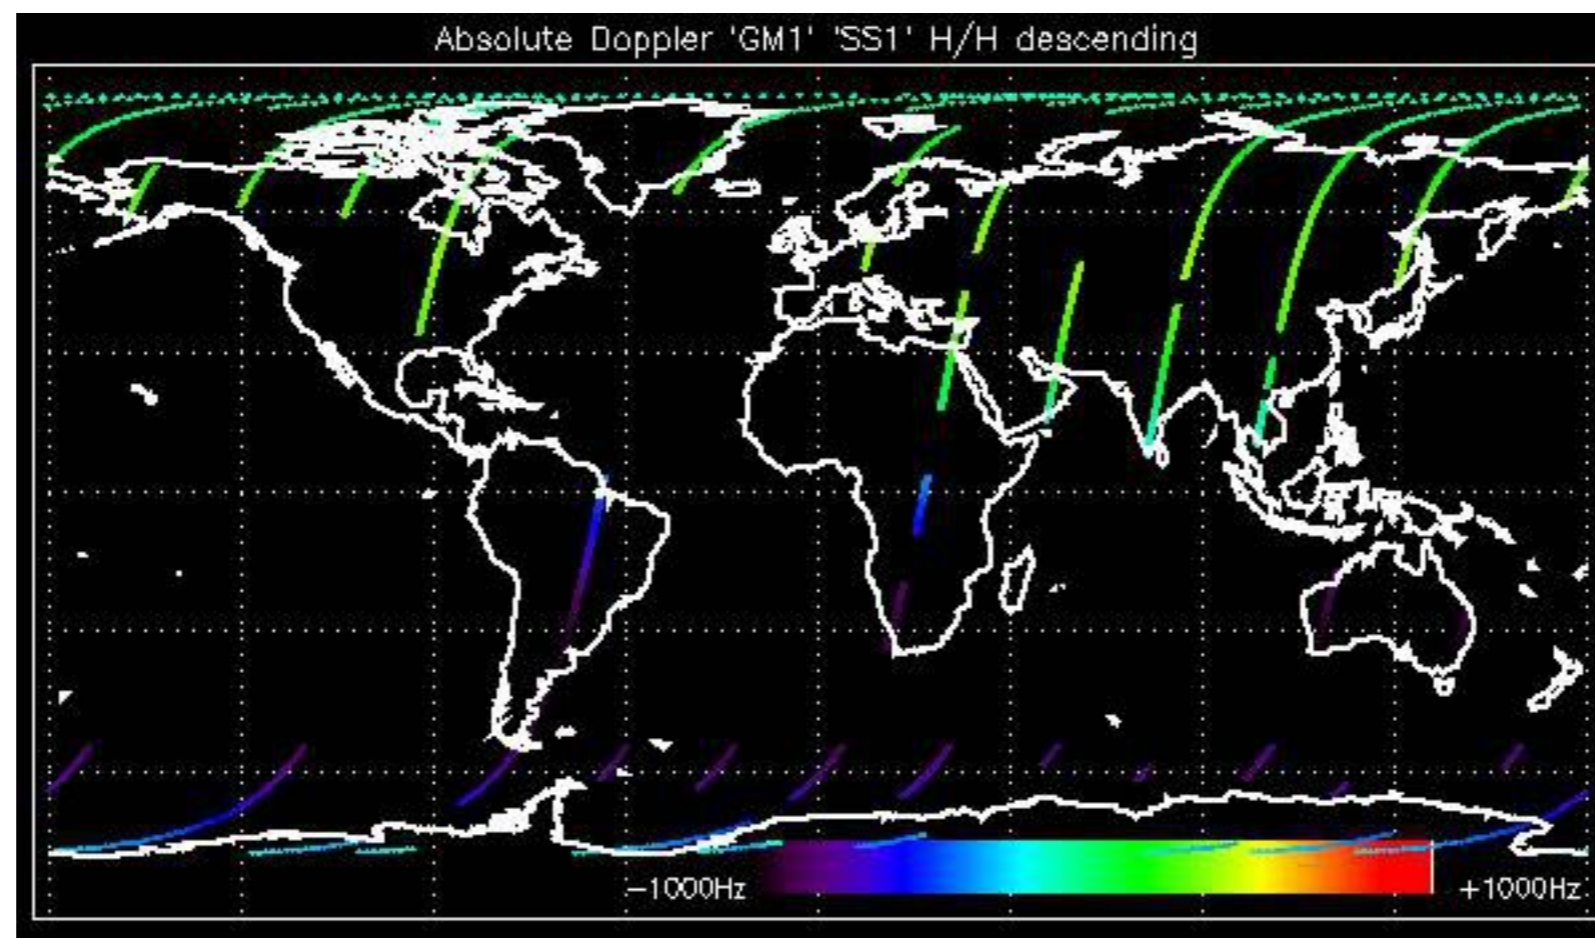 Absolute Doppler 'GM1' 'SS1' H/H descending
−1000Hz
+1000Hz